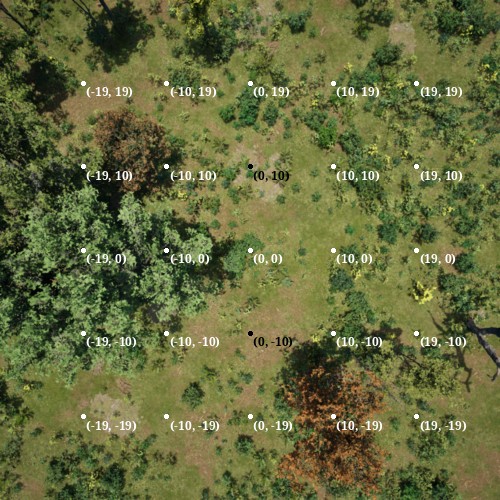 (-19, 19) (-10, 19) (0, 19) (10, 19) (19, 19)
(-19, 10) (-10, 10) (0, 10) (10, 10) (19, 10)
(-19, 0) (-10, 0) (0, 0) (10, 0) (19, 0)
(-19, -10) (-10, -10) (0, -10) (10, -10) (19, -10)
(-19, -19) (-10, -19) (0, -19) (10, -19) (19, -19)